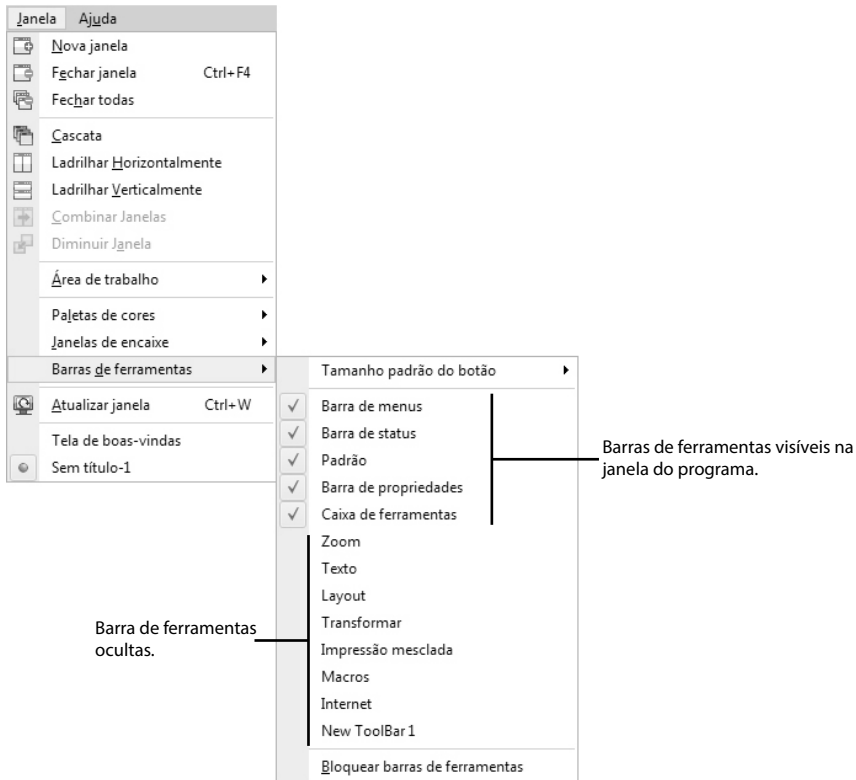 Janela Ajuda
Nova janela
Fechar janela Ctrl+F4
Fechar todas
Cascata
Ladrilhar Horizontalmente
Ladrilhar Verticalmente
Combinar Janelas
Diminuir Janela
Área de trabalho
Paletas de cores
Janelas de encaixe
Barras de ferramentas
Atualizar janela Ctrl+W
Tela de boas-vindas
Sem título-1
Tamanho padrão do botão
Barra de menus
Barra de status
Padrão
Barra de propriedades
Caixa de ferramentas
Zoom
Texto
Layout
Transformar
Impressão mesclada
Macros
Internet
New ToolBar 1
Bloquear barras de ferramentas
Barras de ferramentas visíveis na
janela do programa.
Barra de ferramentas
ocultas.